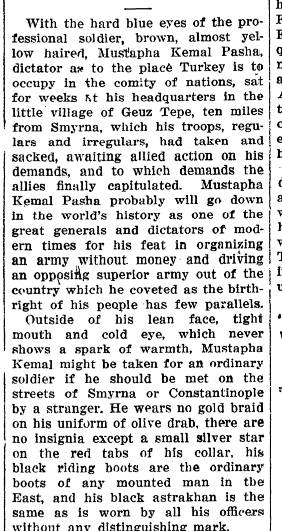 With the hard blue eyes of the pro-
fessional soldier, brown, almost yel-
low haired, Mustapha Kemal Pasha,
dictator as to the place Turkey is to
occupy in the comity of nations, sat
for weeks at his headquarters in the
little village of Geuz Tepe, ten miles
from Smyrna, which his troops, regu-
lars and irregulars, had taken and
sacked, awaiting allied action on his
demands, and to which demands the
allies finally capitulated. Mustapha
Kemal Pasha probably will go down
in the world's history as one of the
great generals and dictators of mod-
ern times for his feat in organizing
an army without money and driving
an opposing superior army out of the
country which he coveted as the birth-
right of his people has few parallels.
Outside of his lean face, tight
mouth and cold eye, which never
shows a spark of warmth, Mustapha
Kemal might be taken for an ordinary
soldier if he should be met on the
streets of Smyrna or Constantinople
by a stranger. He wears no gold braid
on his uniform of olive drab, there are
no insignia except a small silver star
on the red tabs of his collar, his
black riding boots are the ordinary
boots of any mounted man in the
East, and his black astrakhan is the
same as is worn by all his officers
without any distinguishing mark.